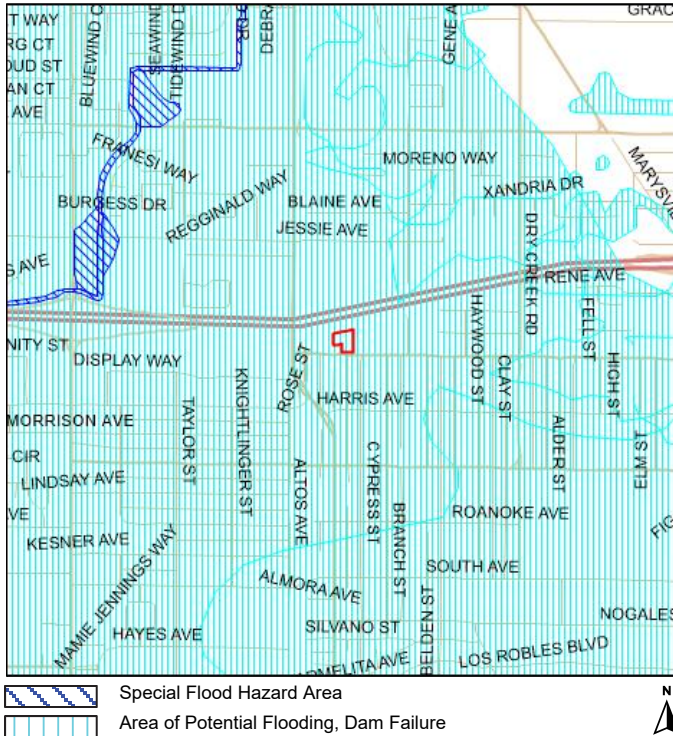 T WAY
RG CT
OUD ST
AN CT
AVE
BLUEWIND C
SEAWIND
TIDEWIND D
DR
DEBRA
GENE A
GRAC
FRANESI WAY
MORENO WAY
MARYSVI
BURGESS DR
REGGINALD WAY
BLAINE AVE
XANDRIA DR
JESSIE AVE
DRY CREEK RD
S AVE
RENE AVE
NITY ST
DISPLAY WAY
ROSE ST
HAYWOOD ST
CLAY ST
FELL ST
HIGH ST
HARRIS AVE
MORRISON AVE
TAYLOR ST
KNIGHTLINGER ST
ALTOS AVE
CYPRESS ST
ALDER ST
ELM ST
CIR
LINDSAY AVE
VE
BRANCH ST
ROANOKE AVE
FIG
KESNER AVE
MAMIE JENNINGS WAY
ALMORA AVE
BELDEN ST
SOUTH AVE
NOGALES
HAYES AVE
SILVANO ST
ARMELITA AVE
LOS ROBLES BLVD
Special Flood Hazard Area
N
Area of Potential Flooding, Dam Failure